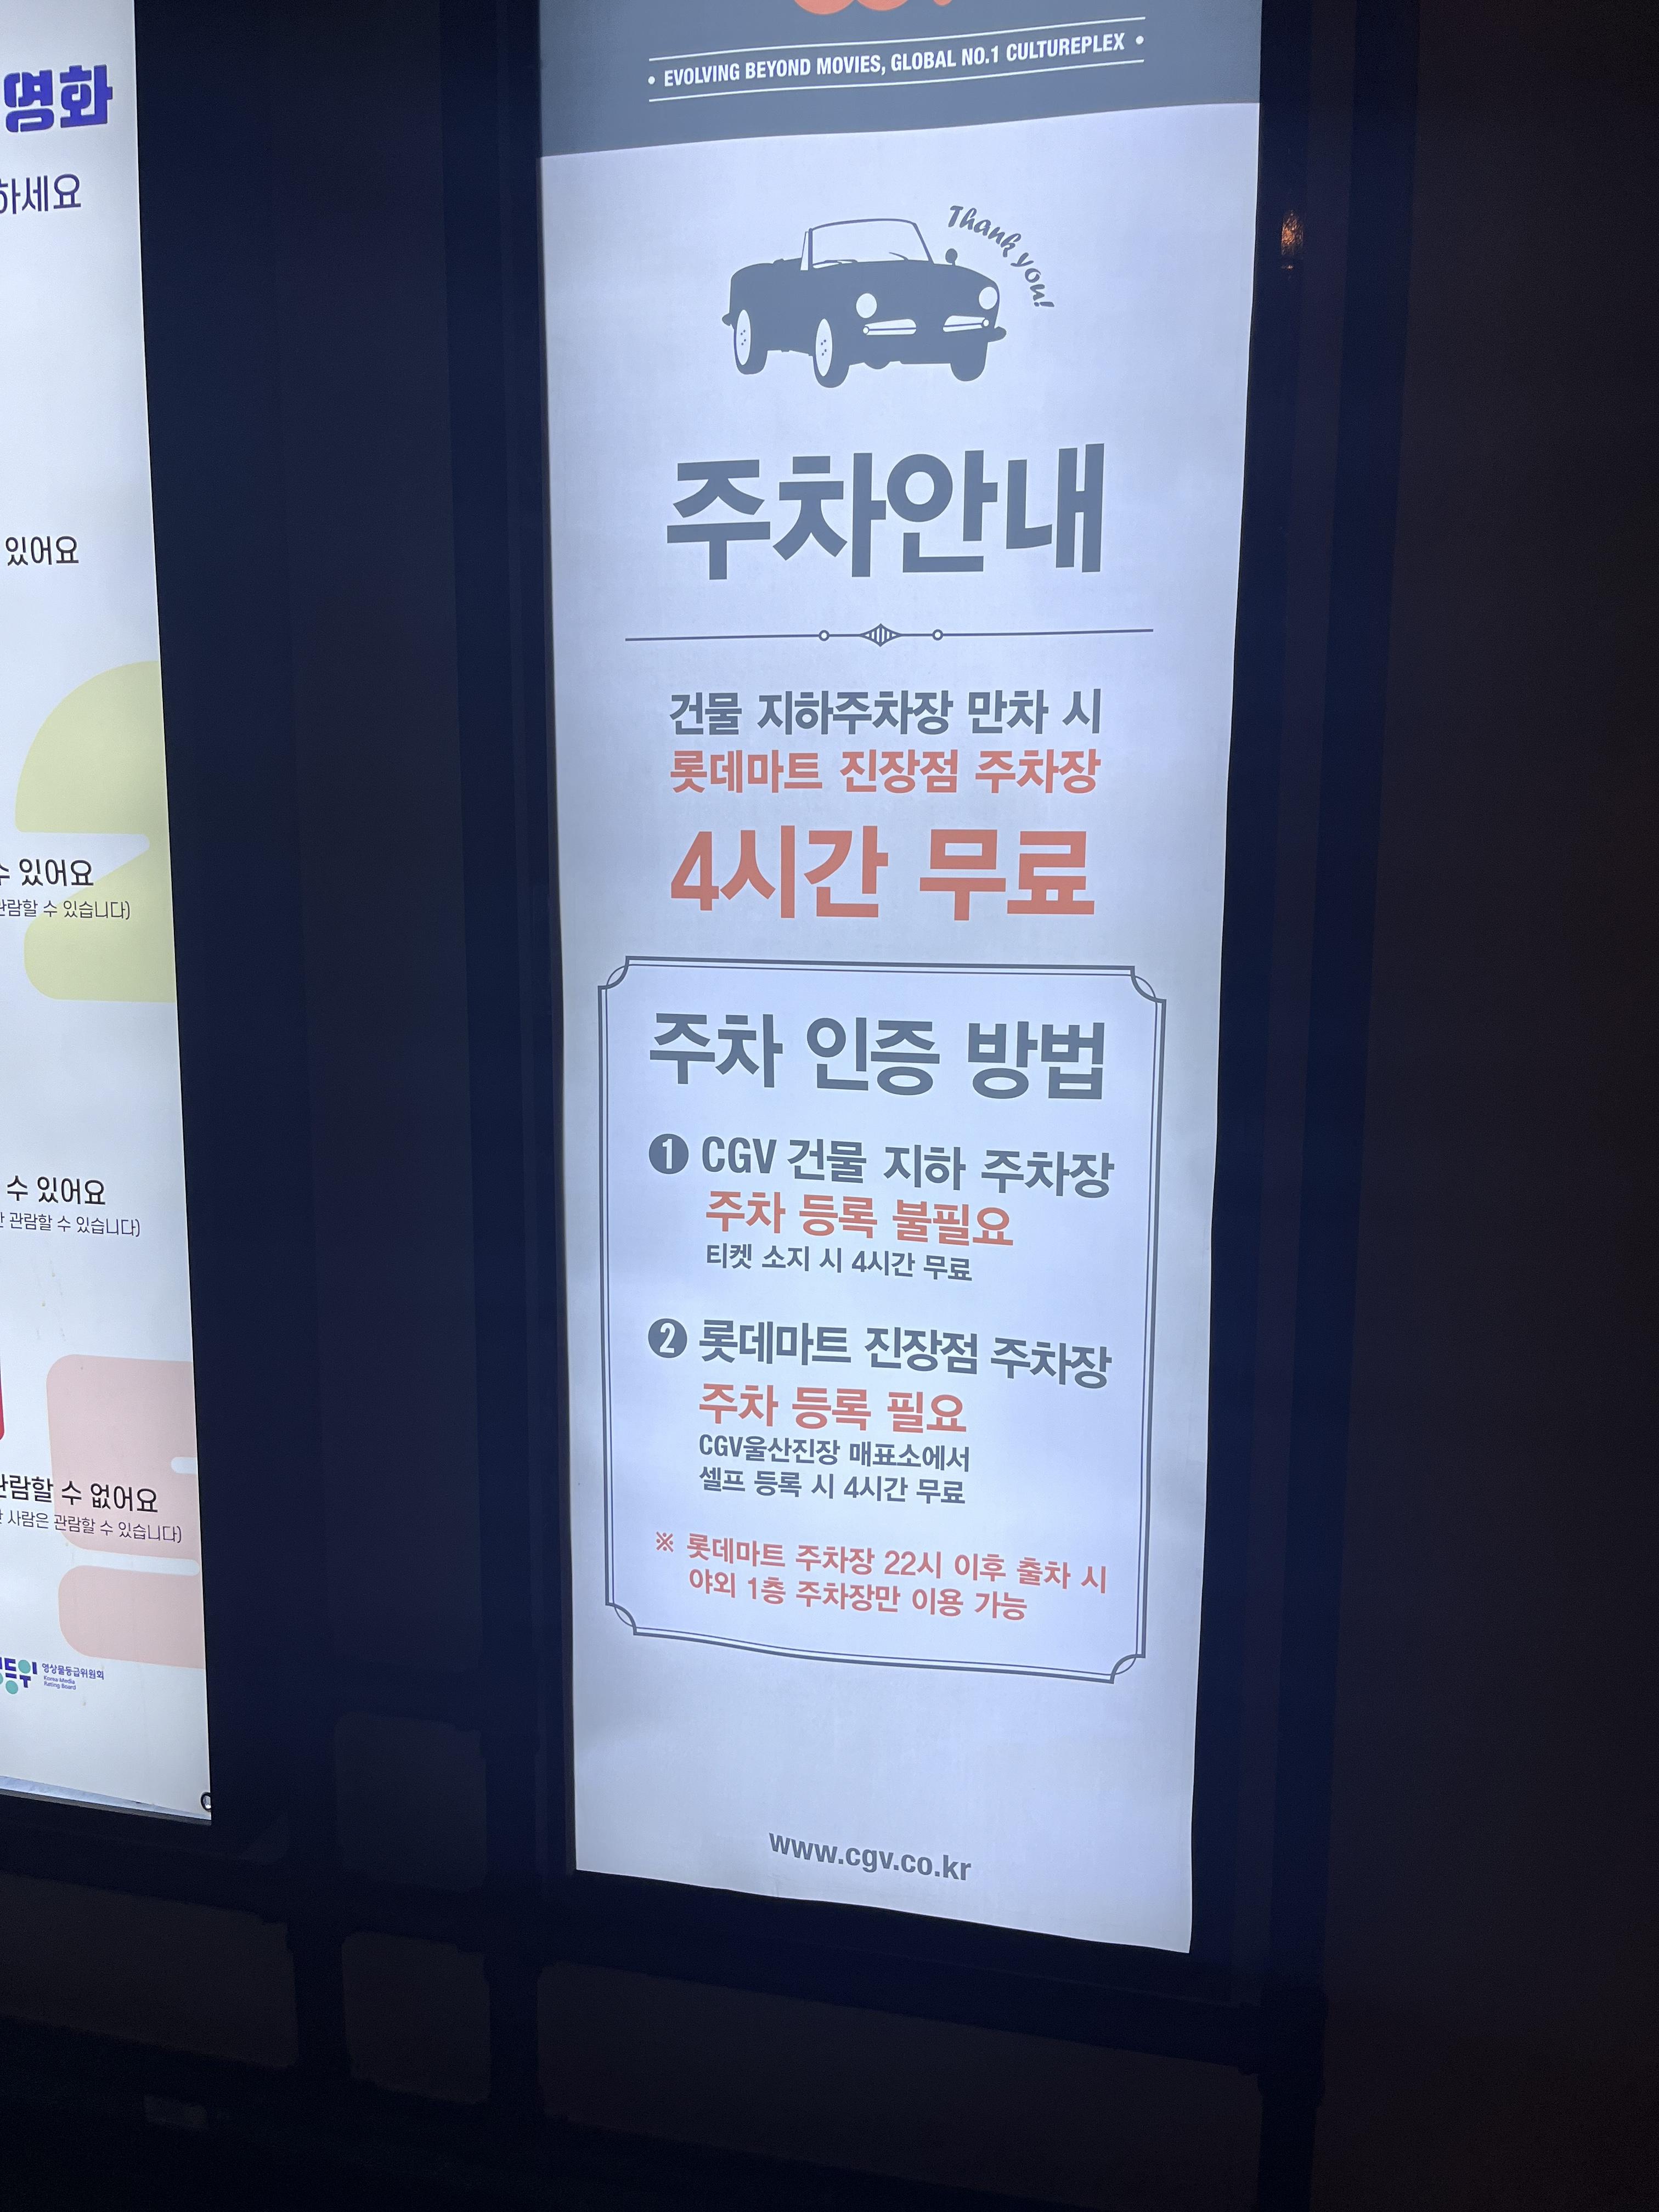 영화
하세요
있어요
수 있어요
관람할 수 있습니다)
수 있어요
관람할 수 있습니다)
관람할 수 없어요
사람은 관람할 수 있습니다)
영상물등급위원회
Korea Media
Rating Board
• EVOLVING BEYOND MOVIES, GLOBAL NO.1 CULTUREPLEX •
Thank you!
주차안내
건물 지하주차장 만차 시
롯데마트 진장점 주차장
4시간 무료
주차 인증 방법
❶ CGV 건물 지하 주차장
주차 등록 불필요
티켓 소지 시 4시간 무료
❷ 롯데마트 진장점 주차장
주차 등록 필요
CGV울산진장 매표소에서
셀프 등록 시 4시간 무료
※ 롯데마트 주차장 22시 이후 출차 시
야외 1층 주차장만 이용 가능
www.cgv.co.kr